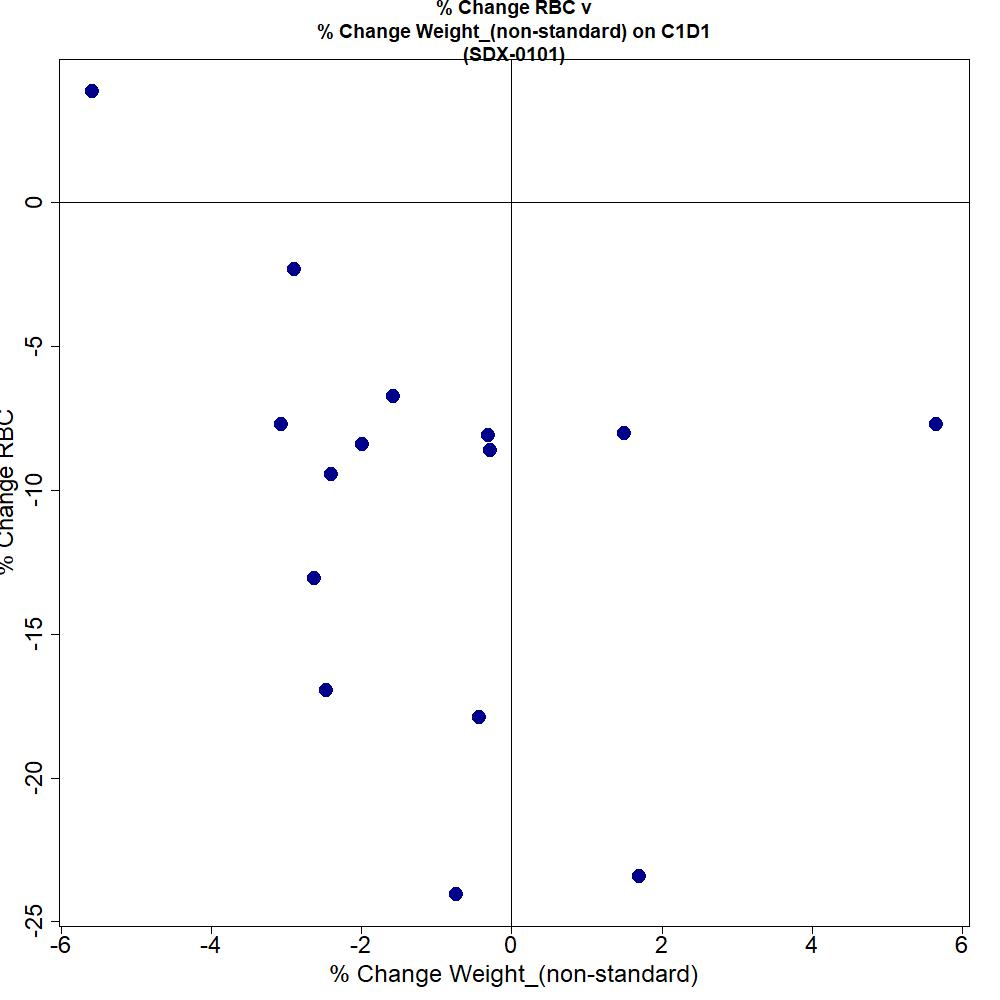 % Change RBC v
% Change Weight_(non-standard) on C1D1
(SDX-0101)
0
-5
-10
-15
-20
-25
% Change RBC
-6
-4
-2
0
2
4
6
% Change Weight_(non-standard)